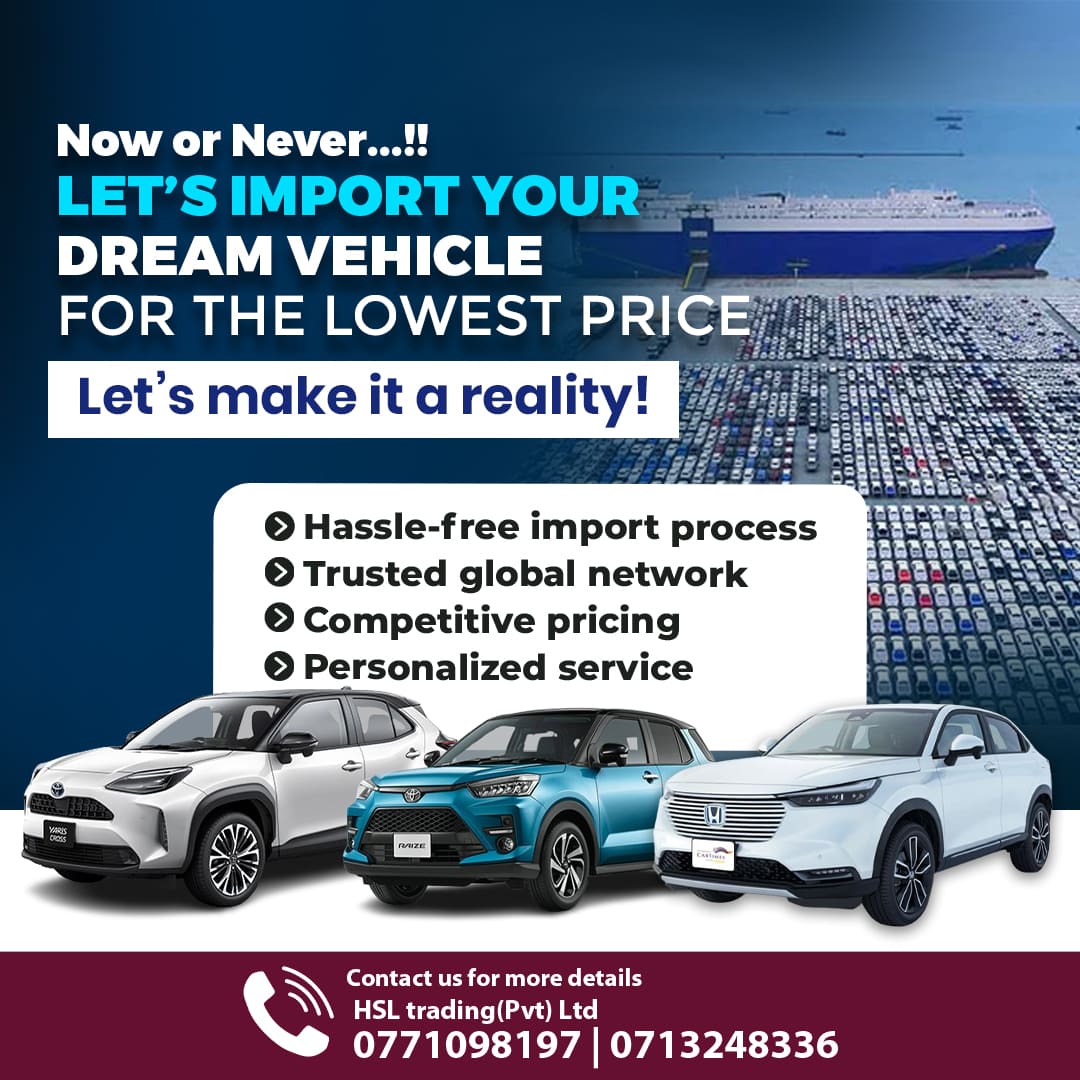 Now or Never...!!
LET'S IMPORT YOUR
DREAM VEHICLE
FOR THE LOWEST PRICE
Let's make it a reality!
Hassle-free import process
Trusted global network
Competitive pricing
Personalized service
YARIS
CROSS
RAIZE
CARTIMES
Contact us for more details
HSL trading(Pvt) Ltd
0771098197 | 0713248336